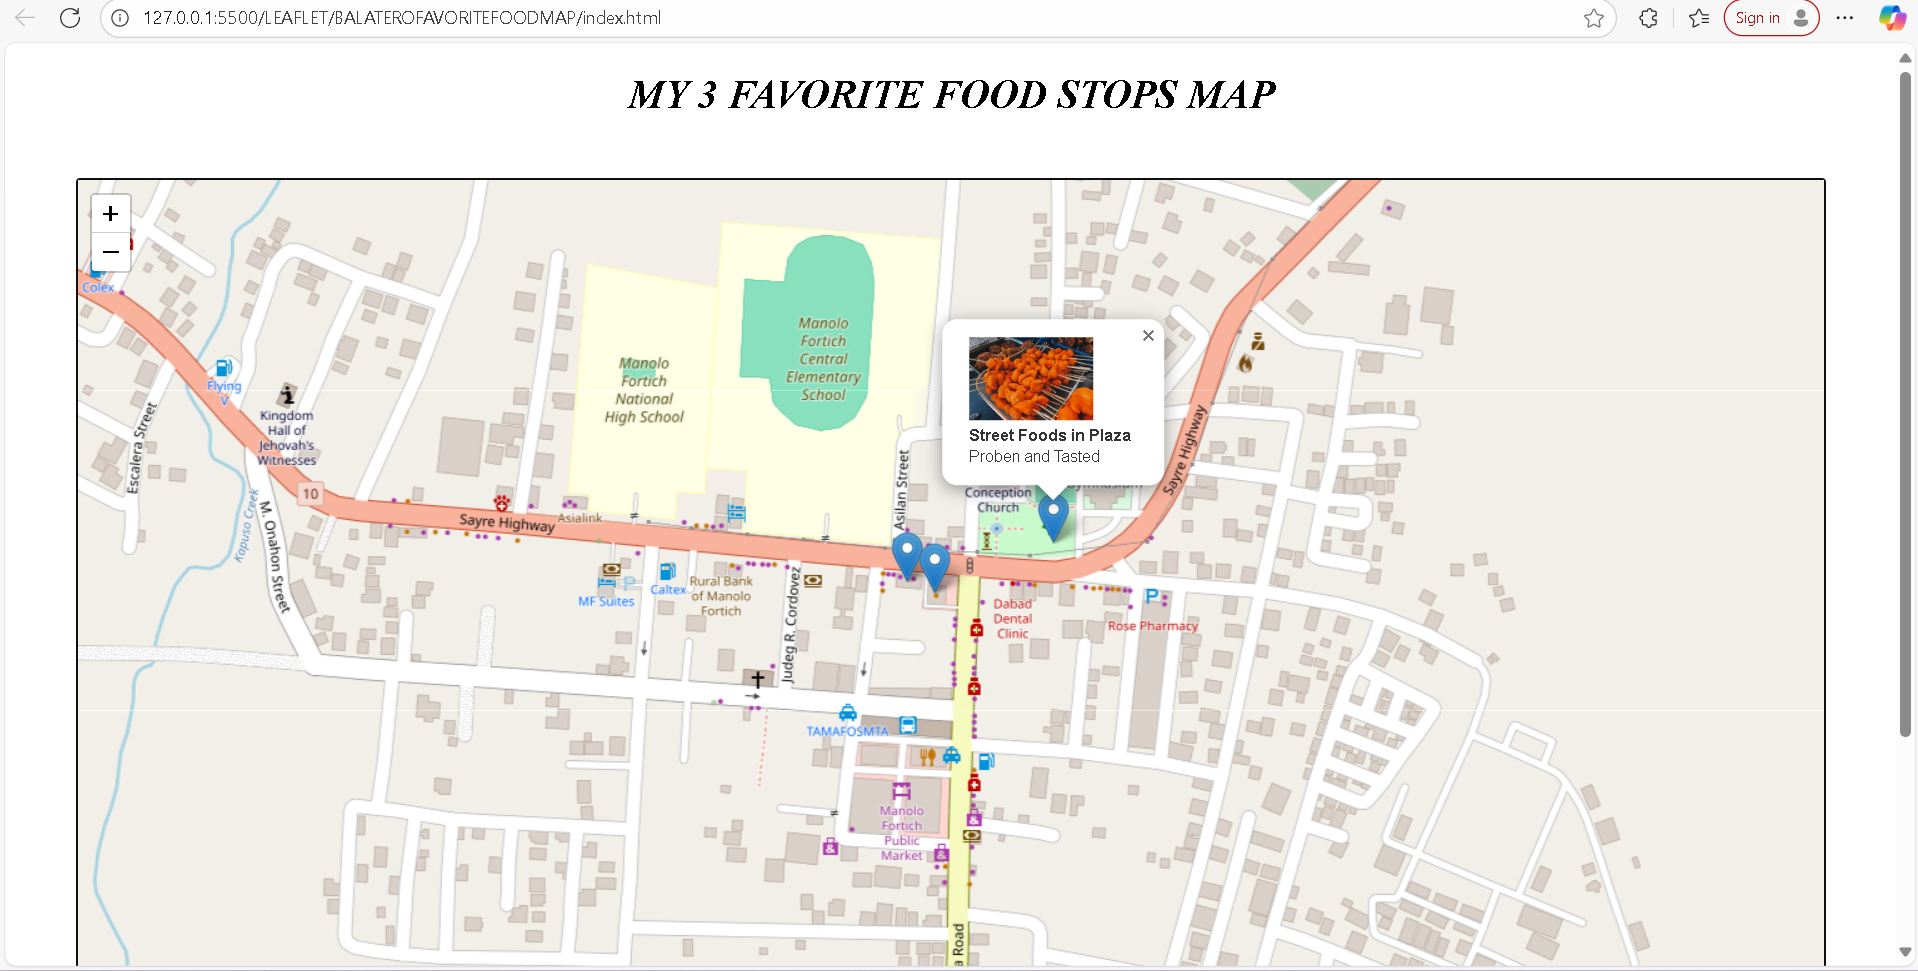 127.0.0.1:5500/LEAFLET/BALATEROFAVORITEFOODMAP/index.html
Sign in
MY 3 FAVORITE FOOD STOPS MAP
+
−
Colex
Manolo
Fortich
Central
Elementary
School
Manolo
Fortich
National
High School
×
Street Foods in Plaza
Proben and Tasted
Flying
V
Kingdom
Hall of
Jehovah's
Witnesses
Escalera Street
Kapuso Creek
M. Onahon Street
10
Sayre Highway
Asialink
Asilan Street
Conception
Church
Sayre Highway
MF Suites
Caltex
Rural Bank
of Manolo
Fortich
Judeg R. Cordovez
Dabad
Dental
Clinic
P
Rose Pharmacy
TAMAFOSMTA
Manolo
Fortich
Public
Market
a Road